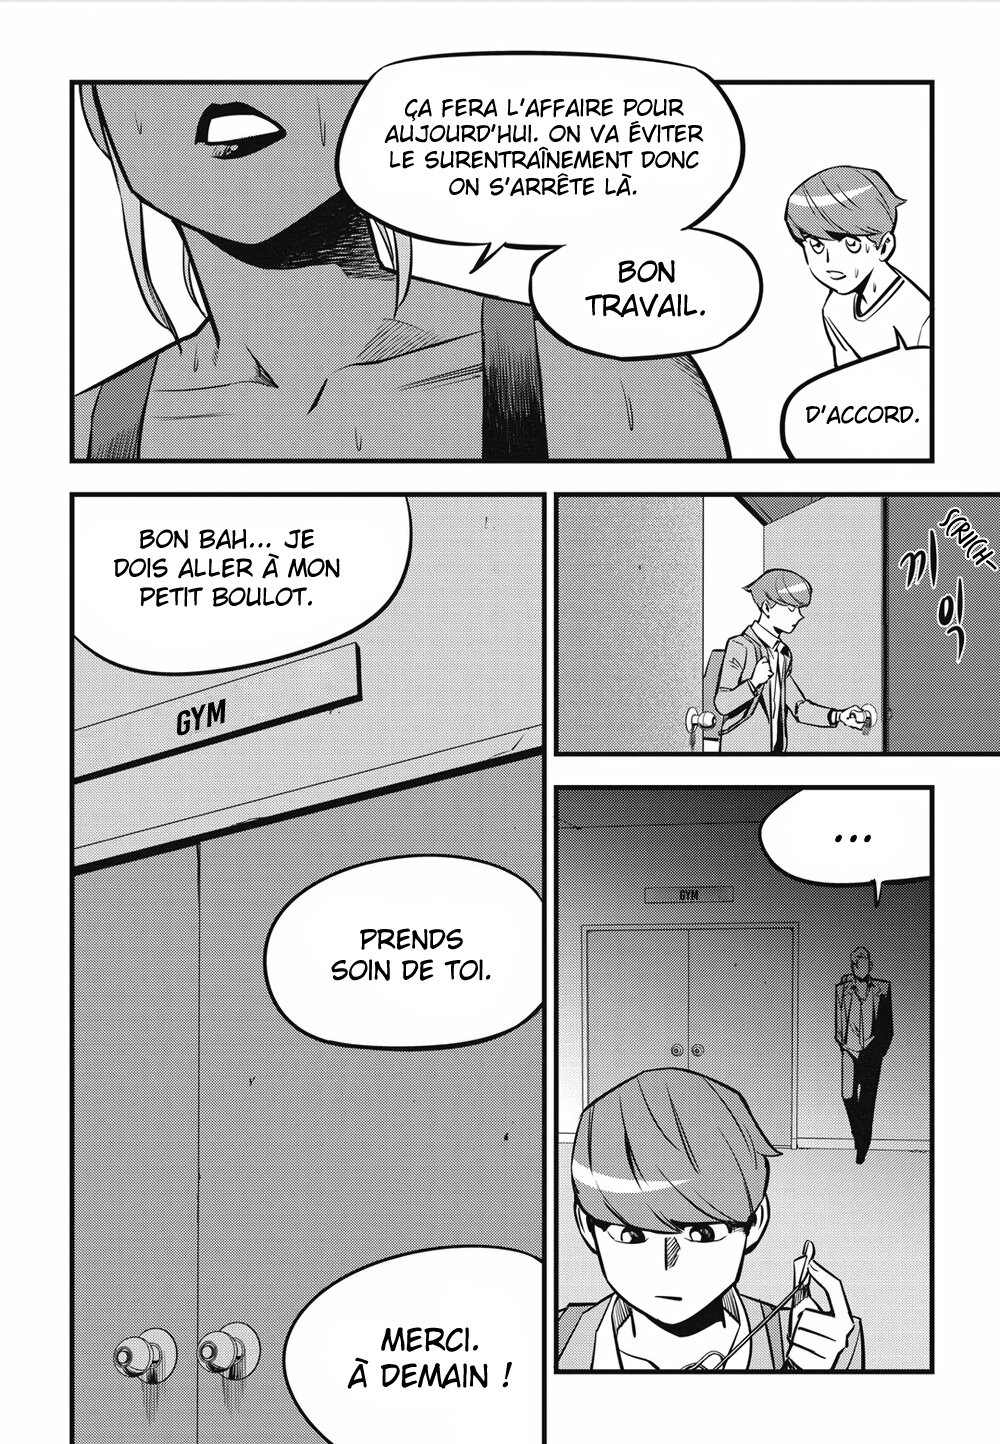 ÇA FERA L'AFFAIRE POUR
AUJOURD'HUI. ON VA ÉVITER
LE SURENTRAÎNEMENT DONC
ON S'ARRÊTE LÀ.
BON
TRAVAIL.
D'ACCORD.
BON BAH... JE
DOIS ALLER À MON
PETIT BOULOT.
GYM
PRENDS
SOIN DE TOI.
MERCI.
À DEMAIN !
SCRIICH-
끼익
...
GYM